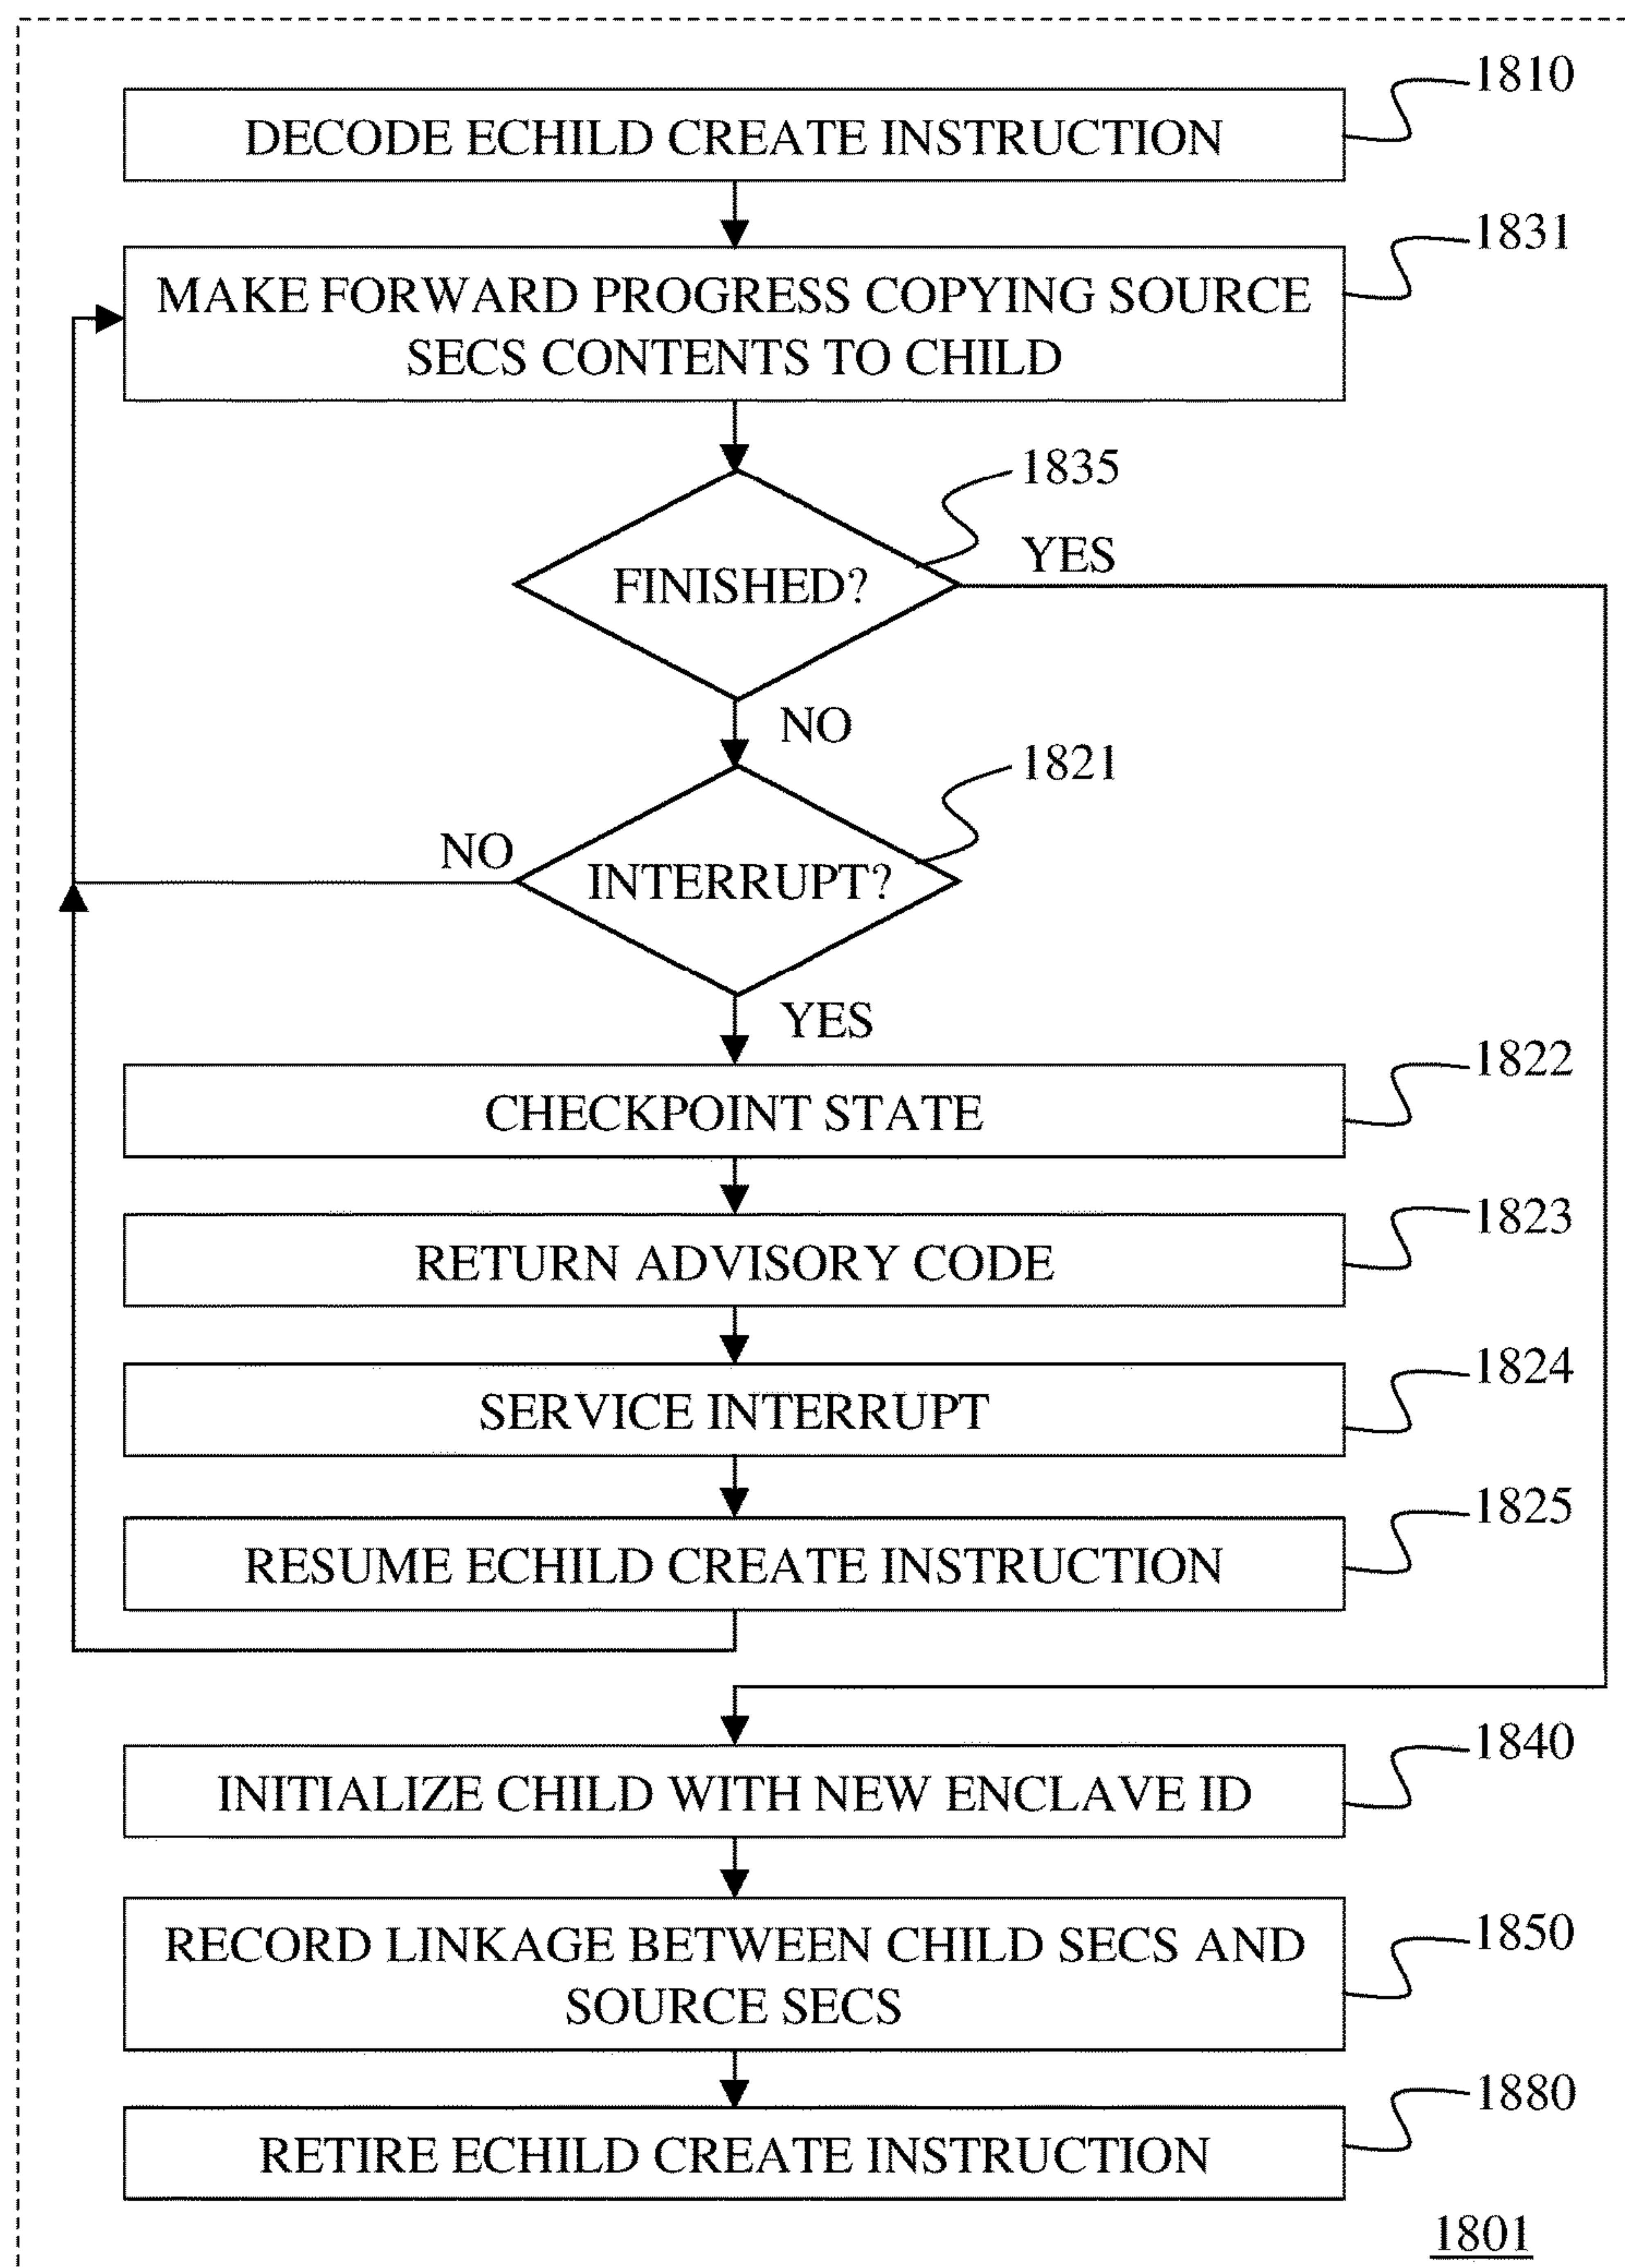 1810
DECODE ECHILD CREATE INSTRUCTION
1831
MAKE FORWARD PROGRESS COPYING SOURCE
SECS CONTENTS TO CHILD
1835
YES
FINISHED?
NO
1821
NO
INTERRUPT?
YES
1822
CHECKPOINT STATE
1823
RETURN ADVISORY CODE
1824
SERVICE INTERRUPT
1825
RESUME ECHILD CREATE INSTRUCTION
1840
INITIALIZE CHILD WITH NEW ENCLAVE ID
1850
RECORD LINKAGE BETWEEN CHILD SECS AND
SOURCE SECS
1880
RETIRE ECHILD CREATE INSTRUCTION
1801